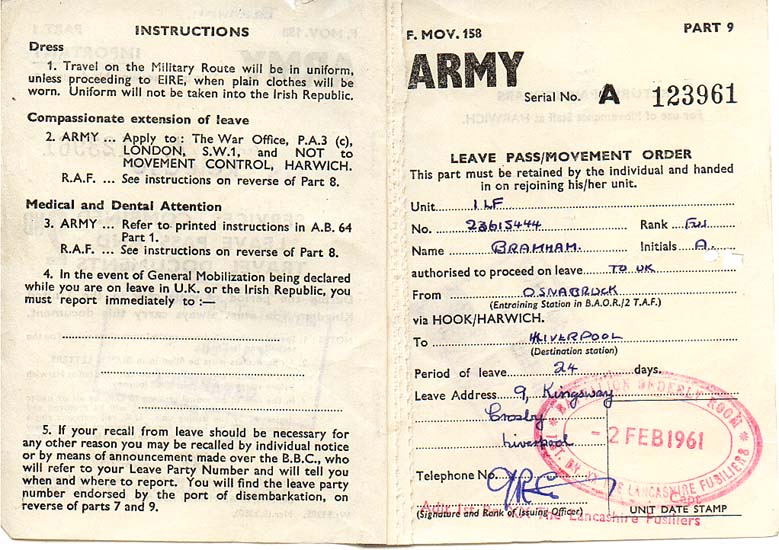 INSTRUCTIONS
Dress
1. Travel on the Military Route will be in uniform,
unless proceeding to EIRE, when plain clothes will be
worn. Uniform will not be taken into the Irish Republic.
Compassionate extension of leave
2. ARMY ... Apply to: The War Office, P.A.3 (c),
LONDON, S.W.1, and NOT to
MOVEMENT CONTROL, HARWICH.
R.A.F. ... See instructions on reverse of Part 8.
Medical and Dental Attention
3. ARMY ... Refer to printed instructions in A.B. 64
Part 1.
R.A.F. ... See instructions on reverse of Part 8.
4. In the event of General Mobilization being declared
while you are on leave in U.K. or the Irish Republic, you
must report immediately to :—
5. If your recall from leave should be necessary for
any other reason you may be recalled by individual notice
or by means of announcement made over the B.B.C., who
will refer to your Leave Party Number and will tell you
when and where to report. You will find the leave party
number endorsed by the port of disembarkation, on
reverse of parts 7 and 9.
F. MOV. 158 PART 9
ARMY
Serial No. A 123961
LEAVE PASS/MOVEMENT ORDER
This part must be retained by the individual and handed
in on rejoining his/her unit.
Unit 1 LF
No. 23615444 Rank Fus
Name BRAMHAM. Initials A.
authorised to proceed on leave TO UK
From OSNABRUCK
(Entraining Station in B.A.O.R./2 T.A.F.)
via HOOK/HARWICH.
To LIVERPOOL
(Destination station)
Period of leave 24 days.
Leave Address 9, Kingsway
Crosby
Liverpool
ORDERLY ROOM
- 2 FEB 1961
LANCASHIRE FUSILIERS
Telephone No.
Capt
The Lancashire Fusiliers
(Signature and Rank of Issuing Officer) UNIT DATE STAMP